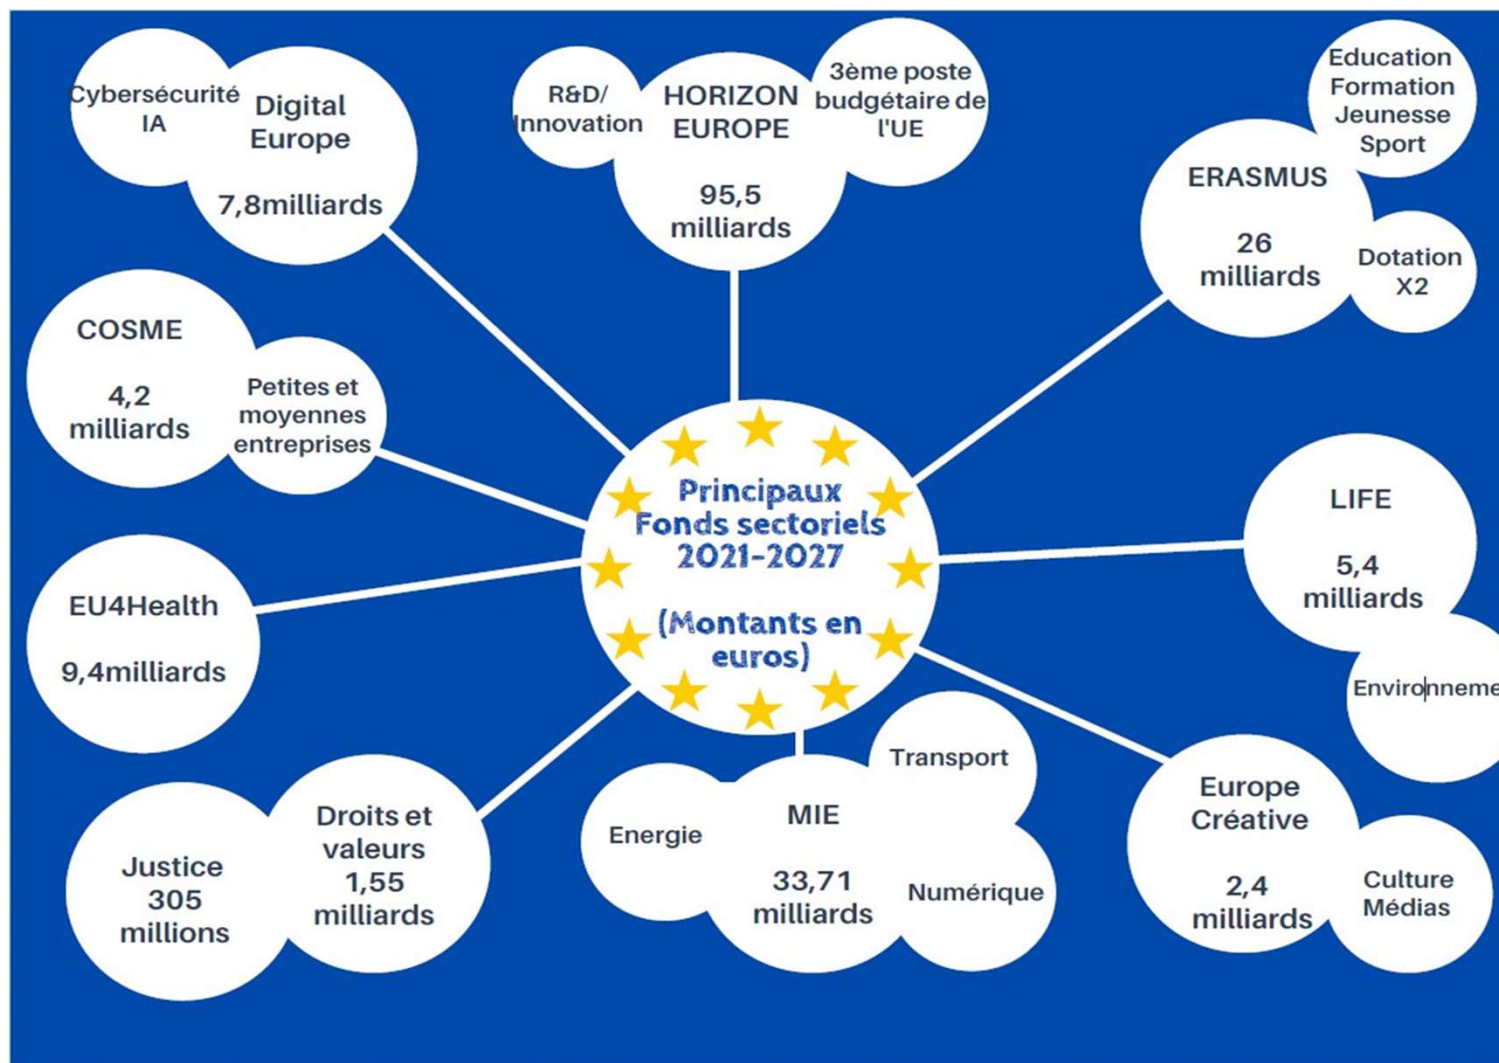 Cybersécurité
IA
Digital
Europe
7,8milliards
R&D/
Innovation
HORIZON
EUROPE
95,5
milliards
3ème poste
budgétaire de
l'UE
Education
Formation
Jeunesse
Sport
ERASMUS
26
milliards
Dotation
X2
COSME
4,2
milliards
Petites et
moyennes
entreprises
Principaux
Fonds sectoriels
2021-2027
(Montants en
euros)
LIFE
5,4
milliards
Environneme
EU4Health
9,4milliards
Justice
305
millions
Droits et
valeurs
1,55
milliards
Energie
MIE
33,71
milliards
Transport
Numérique
Europe
Créative
2,4
milliards
Culture
Médias